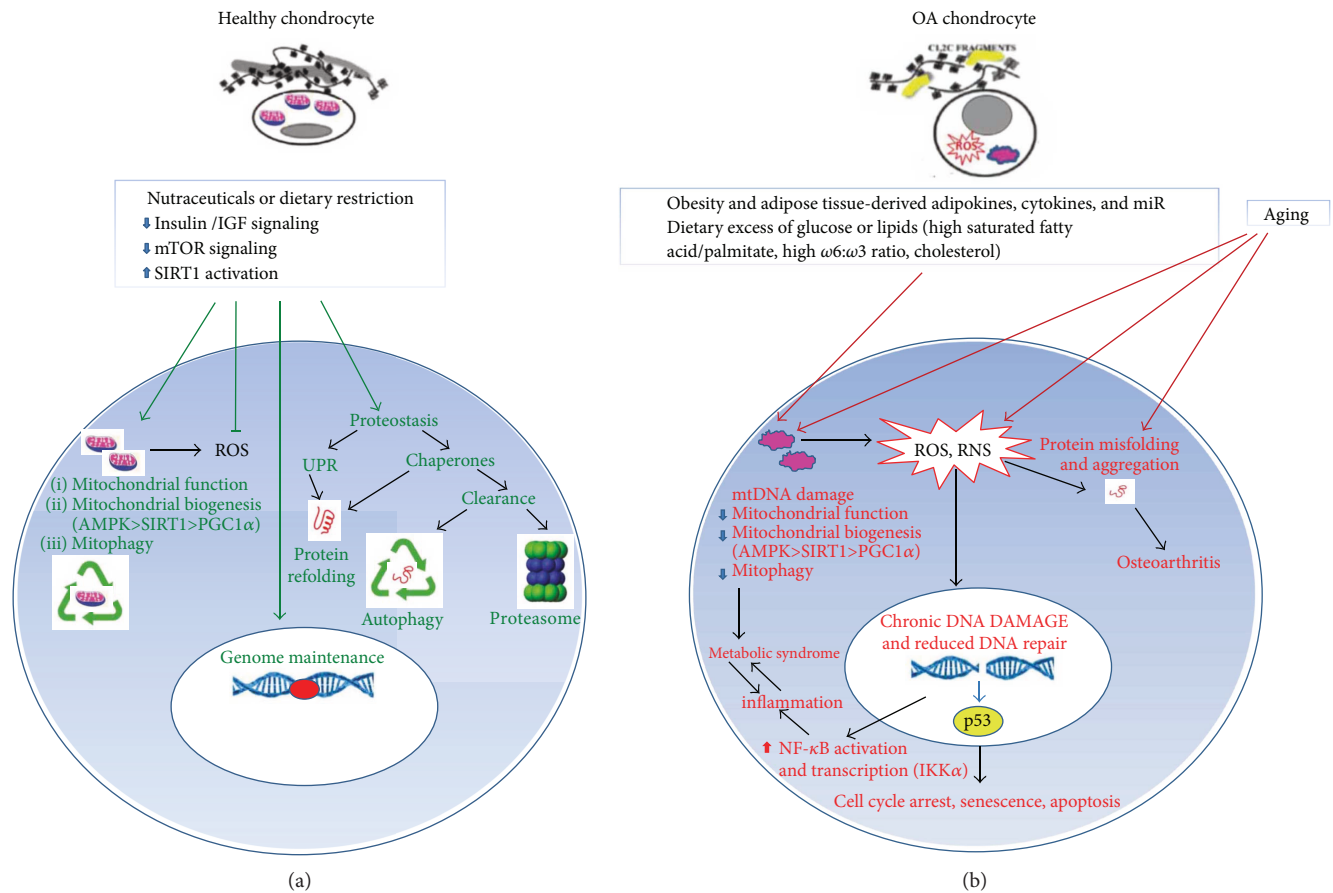 Healthy chondrocyte
Nutraceuticals or dietary restriction
Insulin /IGF signaling
mTOR signaling
SIRT1 activation
Proteostasis
ROS
UPR
Chaperones
(i) Mitochondrial function
(ii) Mitochondrial biogenesis
(AMPK>SIRT1>PGC1α)
(iii) Mitophagy
Clearance
Protein
refolding
Autophagy
Proteasome
Genome maintenance
(a)
OA chondrocyte
CL2C FRAGMENTS
ROS
Obesity and adipose tissue-derived adipokines, cytokines, and miR
Dietary excess of glucose or lipids (high saturated fatty
acid/palmitate, high ω6:ω3 ratio, cholesterol)
Aging
ROS, RNS
Protein misfolding
and aggregation
mtDNA damage
Mitochondrial function
Mitochondrial biogenesis
(AMPK>SIRT1>PGC1α)
Mitophagy
Osteoarthritis
Chronic DNA DAMAGE
and reduced DNA repair
Metabolic syndrome
inflammation
p53
NF-κB activation
and transcription (IKKα)
Cell cycle arrest, senescence, apoptosis
(b)